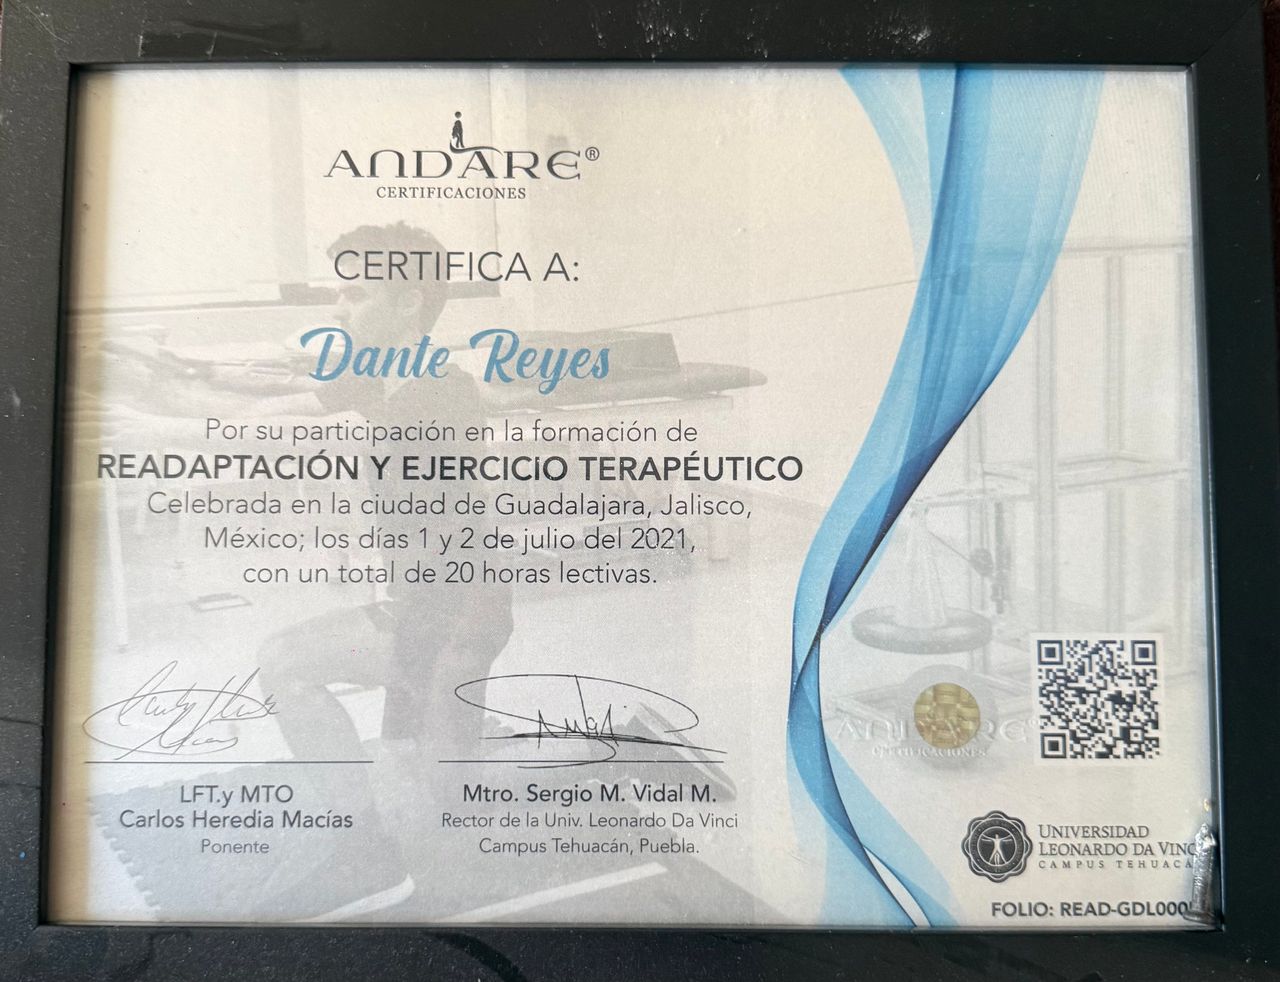 ANDARE®
CERTIFICACIONES
CERTIFICA A:
Dante Reyes
Por su participación en la formación de
READAPTACIÓN Y EJERCICIO TERAPÉUTICO
Celebrada en la ciudad de Guadalajara, Jalisco,
México; los días 1 y 2 de julio del 2021,
con un total de 20 horas lectivas.
LFT.y MTO
Carlos Heredia Macías
Ponente
Mtro. Sergio M. Vidal M.
Rector de la Univ. Leonardo Da Vinci
Campus Tehuacán, Puebla.
ANDARE®
CERTIFICACIONES
UNIVERSIDAD
LEONARDO DA VINC
CAMPUS TEHUACÁ
FOLIO: READ-GDL000